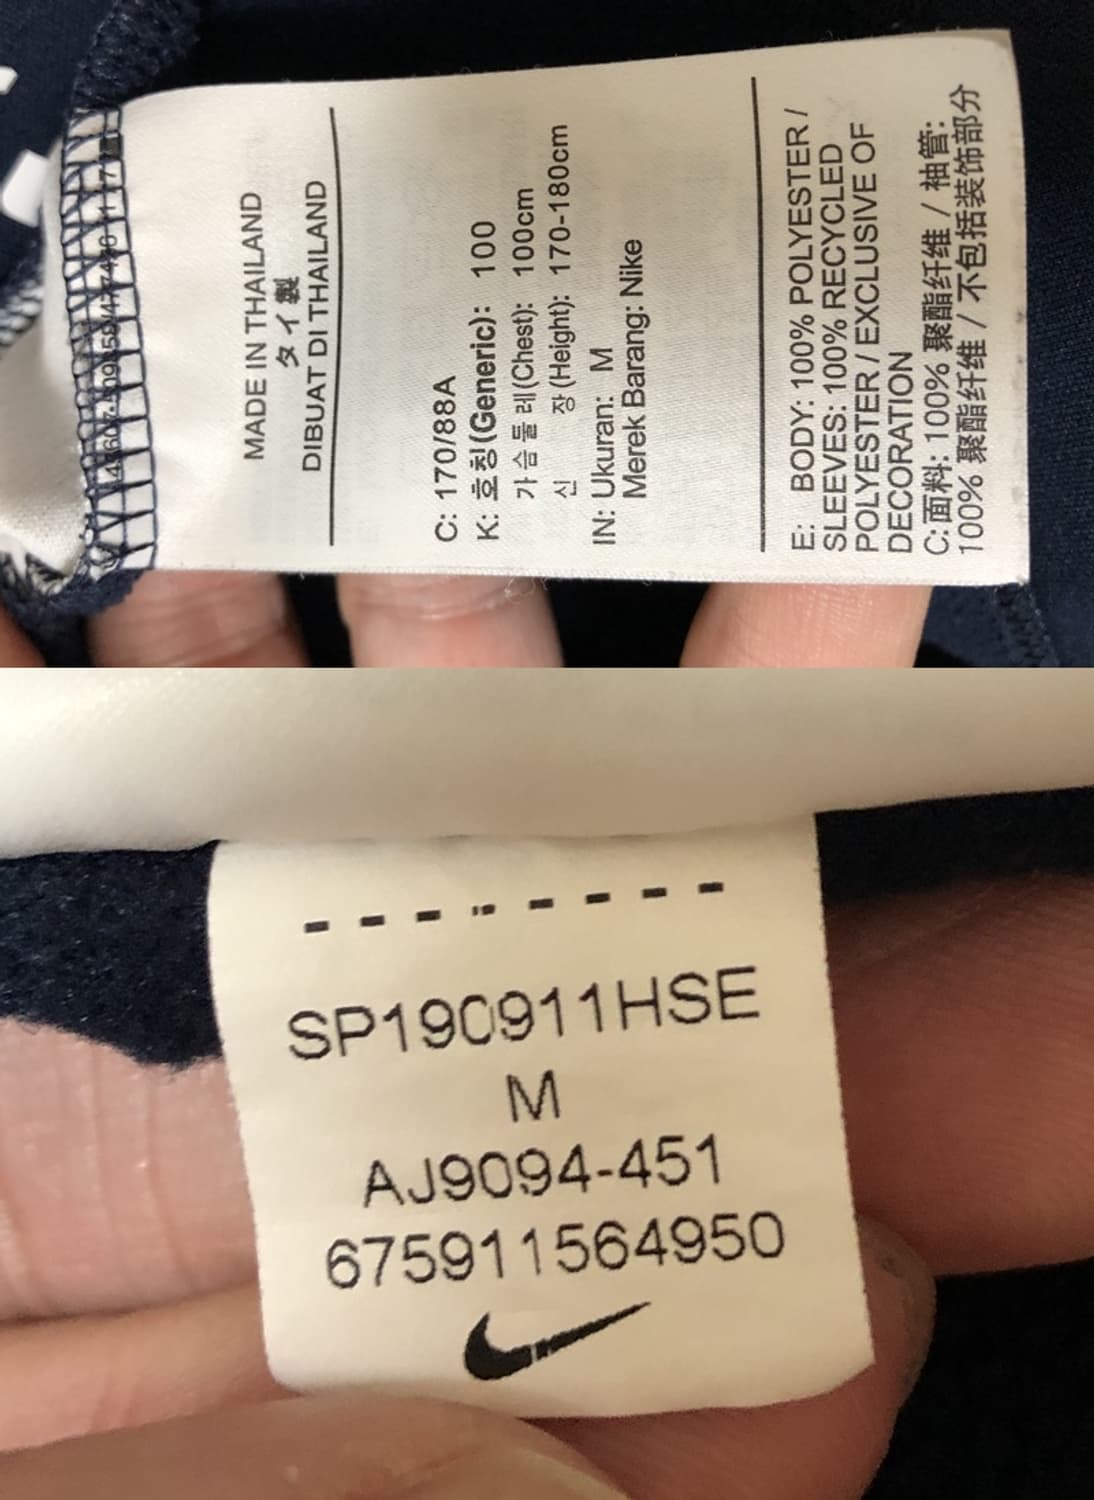 MADE IN THAILAND
タイ製
DIBUAT DI THAILAND
C: 170/88A
K: 호칭(Generic): 100
가슴둘레(Chest): 100cm
신 장(Height): 170-180cm
IN: Ukuran: M
Merek Barang: Nike
E: BODY: 100% POLYESTER /
SLEEVES: 100% RECYCLED
POLYESTER / EXCLUSIVE OF
DECORATION
C:面料: 100% 聚酯纤维 / 袖管:
100% 聚酯纤维 / 不包括装饰部分
SP190911HSE
M
AJ9094-451
675911564950